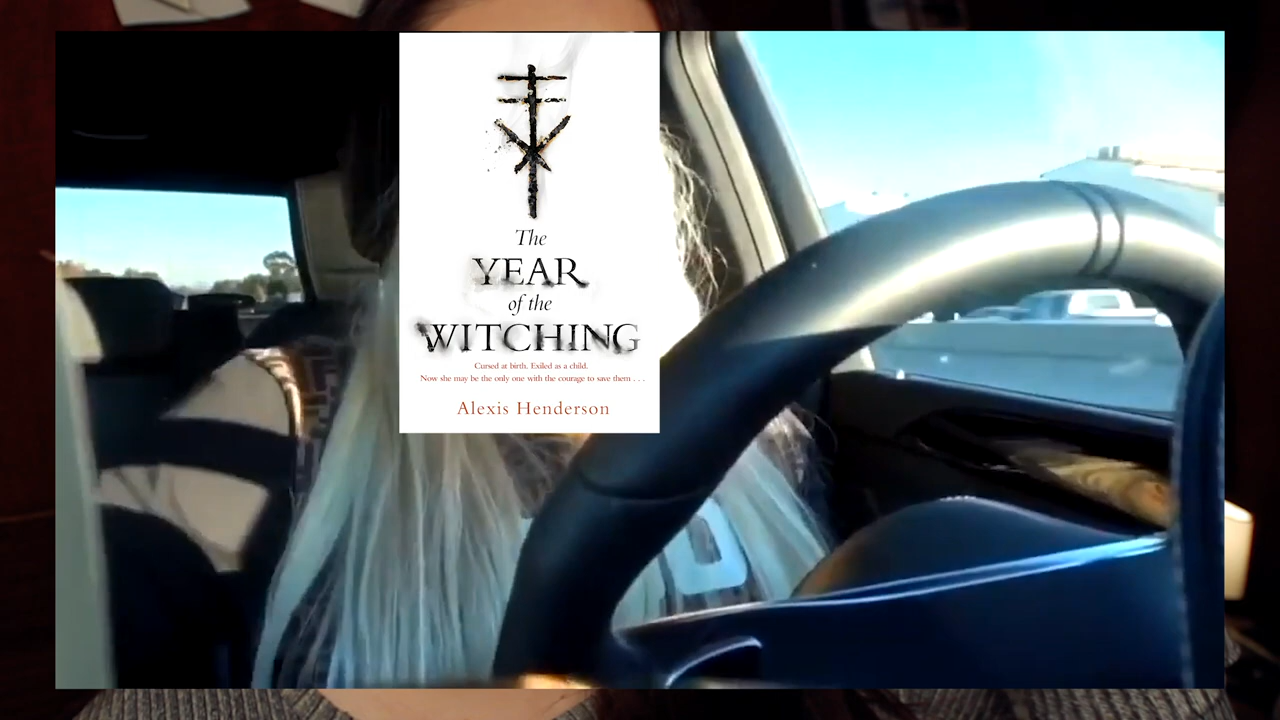 The
YEAR
of the
WITCHING
Cursed at birth. Exiled as a child.
Now she may be the only one with the courage to save them . . .
Alexis Henderson